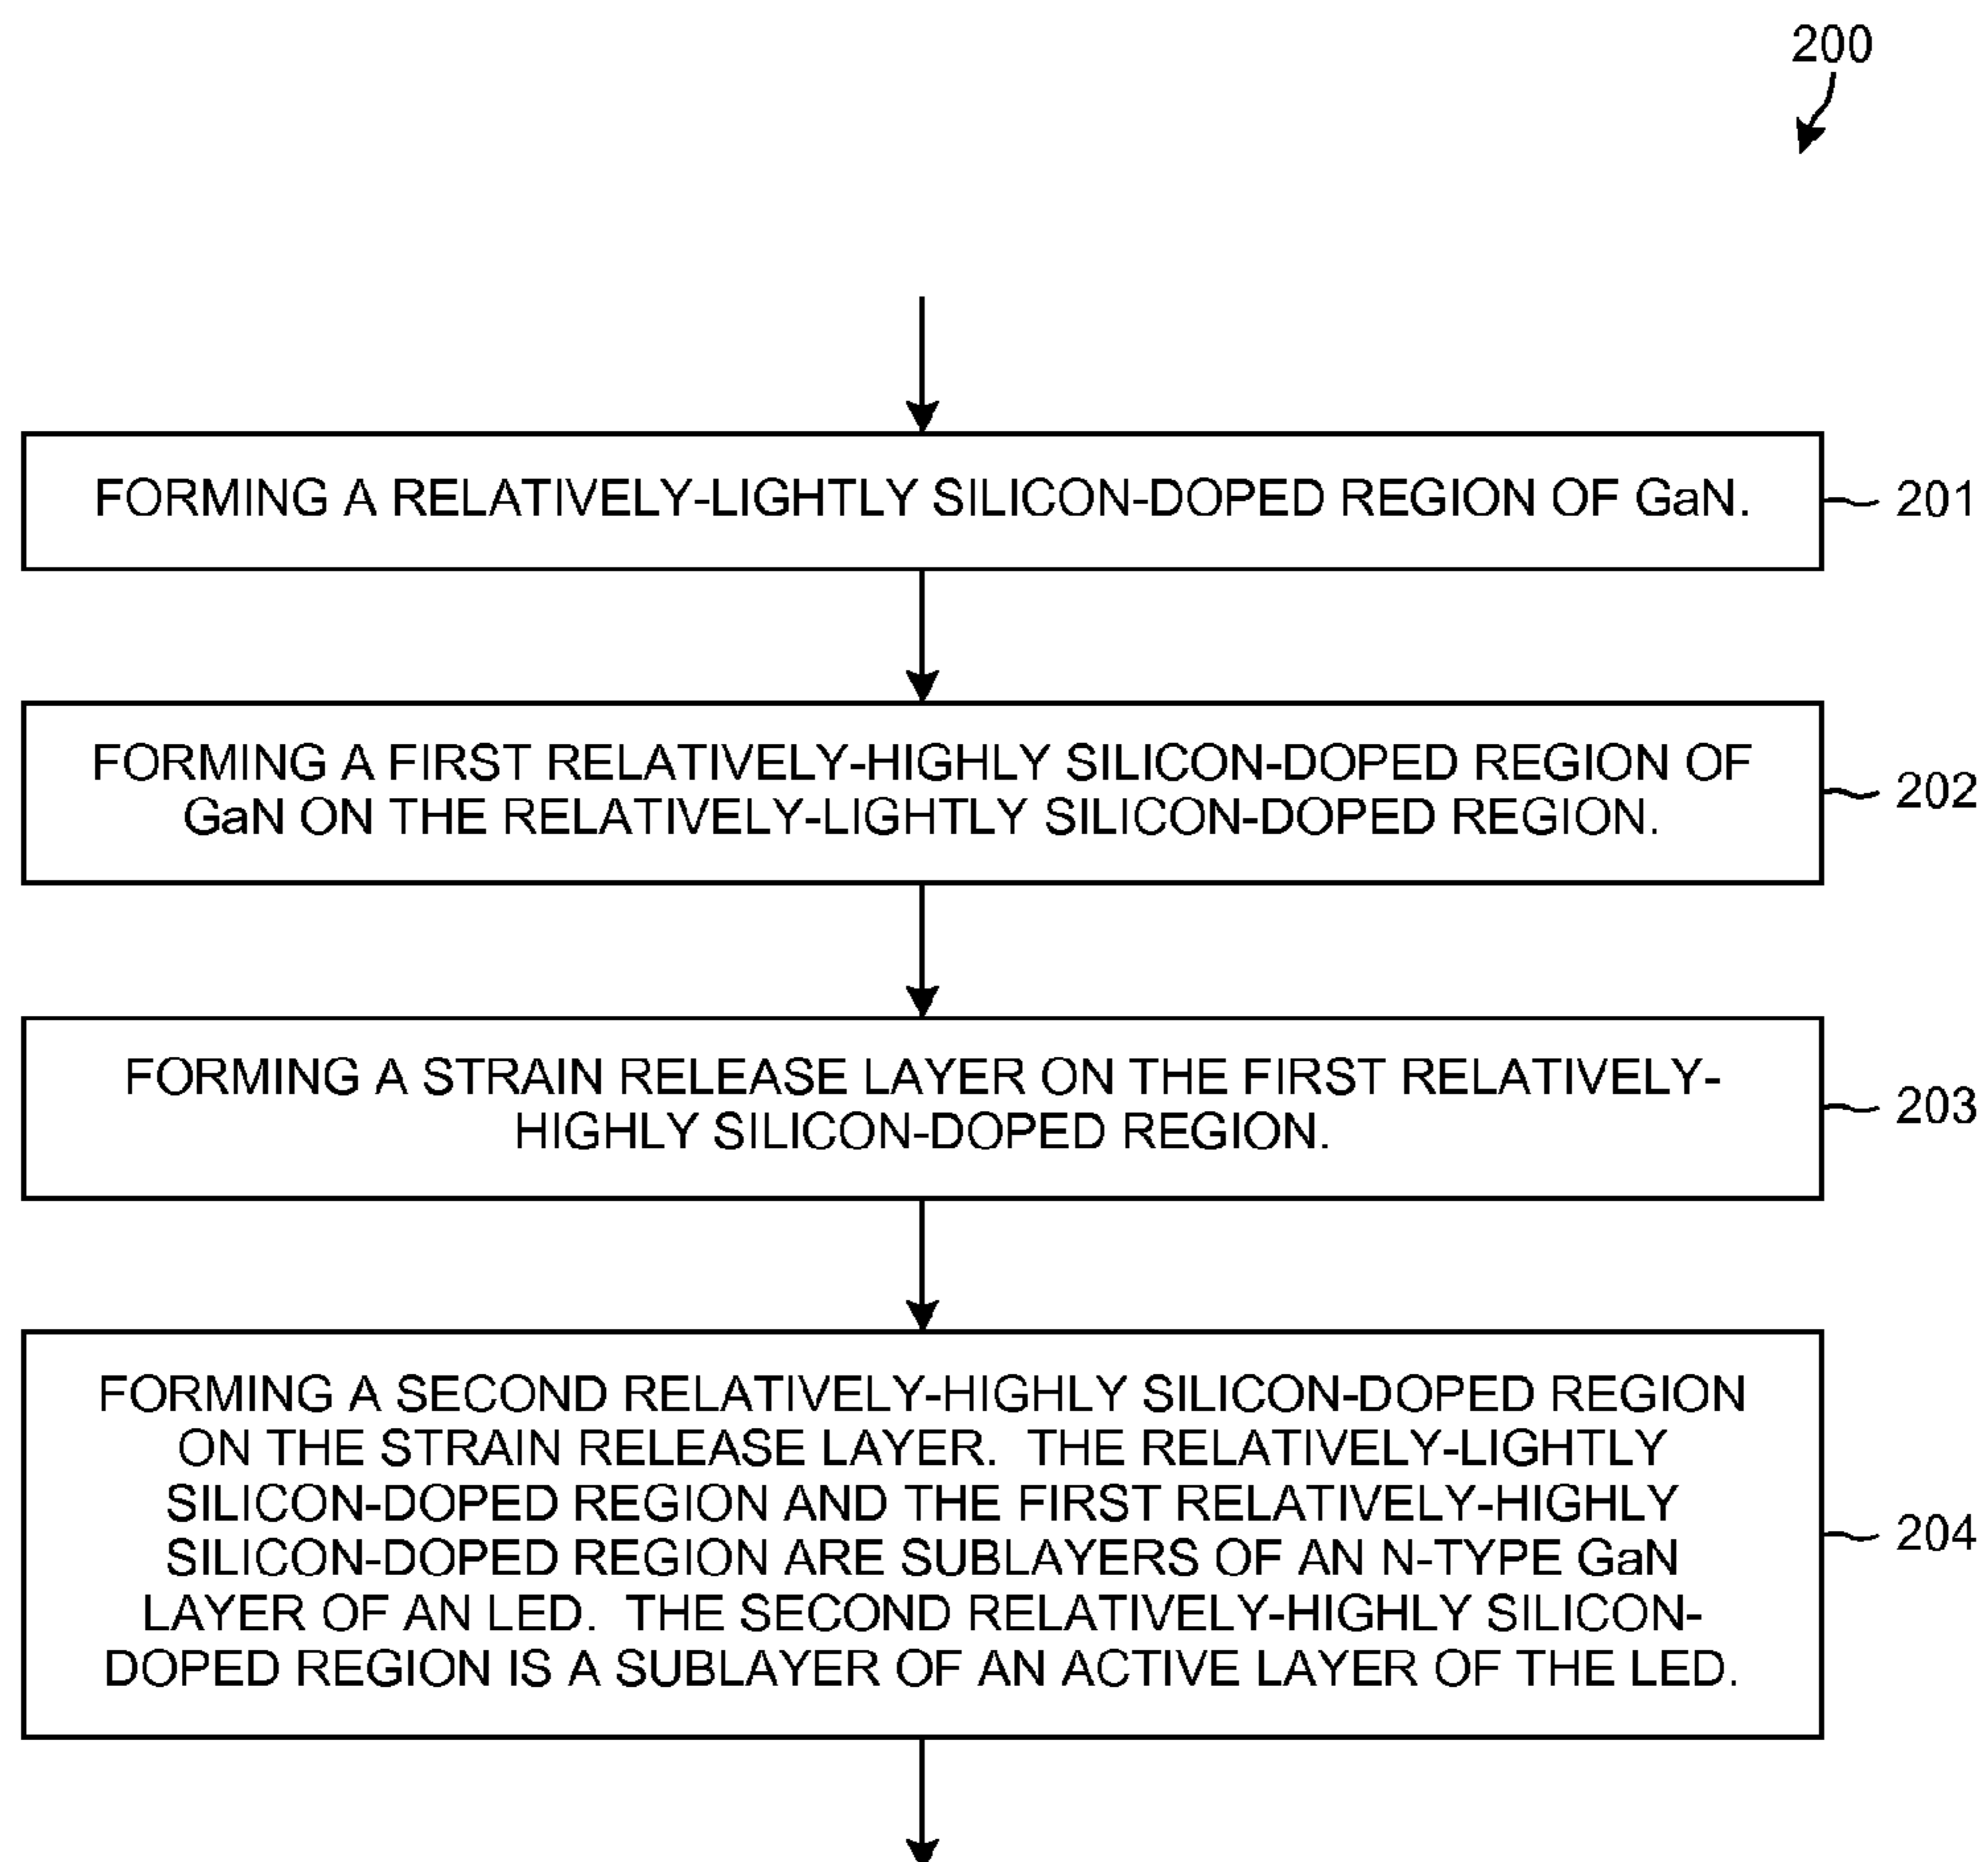 200
FORMING A RELATIVELY-LIGHTLY SILICON-DOPED REGION OF GaN.
201
FORMING A FIRST RELATIVELY-HIGHLY SILICON-DOPED REGION OF
GaN ON THE RELATIVELY-LIGHTLY SILICON-DOPED REGION.
202
FORMING A STRAIN RELEASE LAYER ON THE FIRST RELATIVELY-
HIGHLY SILICON-DOPED REGION.
203
FORMING A SECOND RELATIVELY-HIGHLY SILICON-DOPED REGION
ON THE STRAIN RELEASE LAYER. THE RELATIVELY-LIGHTLY
SILICON-DOPED REGION AND THE FIRST RELATIVELY-HIGHLY
SILICON-DOPED REGION ARE SUBLAYERS OF AN N-TYPE GaN
LAYER OF AN LED. THE SECOND RELATIVELY-HIGHLY SILICON-
DOPED REGION IS A SUBLAYER OF AN ACTIVE LAYER OF THE LED.
204